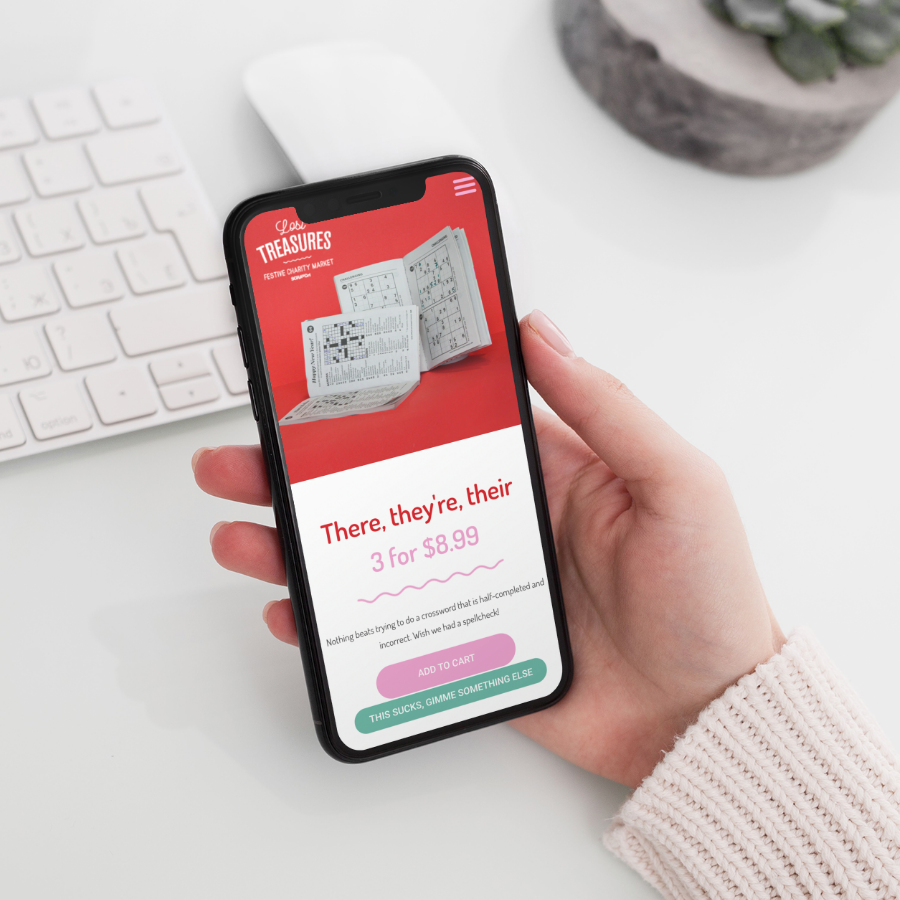 Lost
TREASURES
FESTIVE CHARITY MARKET
Happy New Year!
There, they're, their
3 for $8.99
Nothing beats trying to do a crossword that is half-completed and
incorrect. Wish we had a spellcheck!
ADD TO CART
THIS SUCKS, GIMME SOMETHING ELSE
option